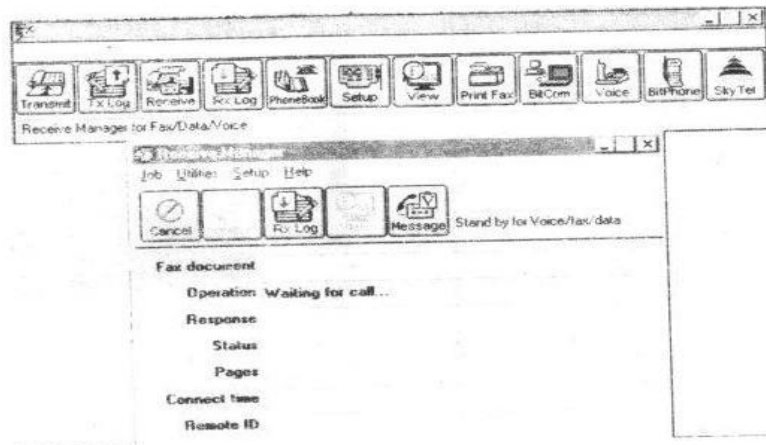 Transmit Tx Log Receive Rx Log PhoneBook Setup View Print Fax BitCom Voice BitPhone SkyTel
Receive Manager for Fax/Data/Voice
Job Utilities Setup Help
Cancel Rx Log Message Stand by for Voice/fax/data
Fax document
Operation Waiting for call...
Response
Status
Pages
Connect time
Remote ID